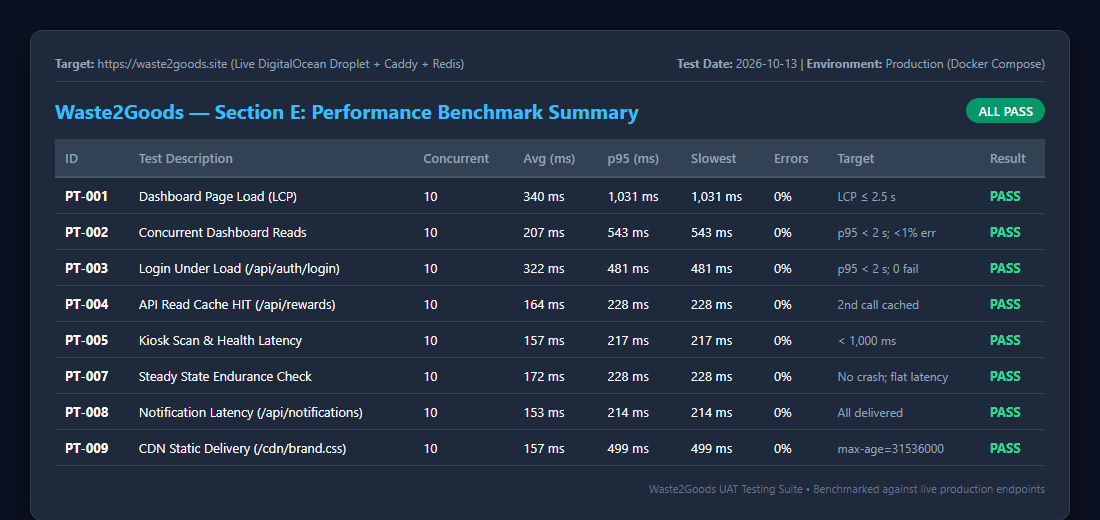 Target: https://waste2goods.site (Live DigitalOcean Droplet + Caddy + Redis) Test Date: 2026-10-13 | Environment: Production (Docker Compose)
Waste2Goods — Section E: Performance Benchmark Summary ALL PASS
ID Test Description Concurrent Avg (ms) p95 (ms) Slowest Errors Target Result
PT-001 Dashboard Page Load (LCP) 10 340 ms 1,031 ms 1,031 ms 0% LCP ≤ 2.5 s PASS
PT-002 Concurrent Dashboard Reads 10 207 ms 543 ms 543 ms 0% p95 < 2 s; <1% err PASS
PT-003 Login Under Load (/api/auth/login) 10 322 ms 481 ms 481 ms 0% p95 < 2 s; 0 fail PASS
PT-004 API Read Cache HIT (/api/rewards) 10 164 ms 228 ms 228 ms 0% 2nd call cached PASS
PT-005 Kiosk Scan & Health Latency 10 157 ms 217 ms 217 ms 0% < 1,000 ms PASS
PT-007 Steady State Endurance Check 10 172 ms 228 ms 228 ms 0% No crash; flat latency PASS
PT-008 Notification Latency (/api/notifications) 10 153 ms 214 ms 214 ms 0% All delivered PASS
PT-009 CDN Static Delivery (/cdn/brand.css) 10 157 ms 499 ms 499 ms 0% max-age=31536000 PASS
Waste2Goods UAT Testing Suite • Benchmarked against live production endpoints